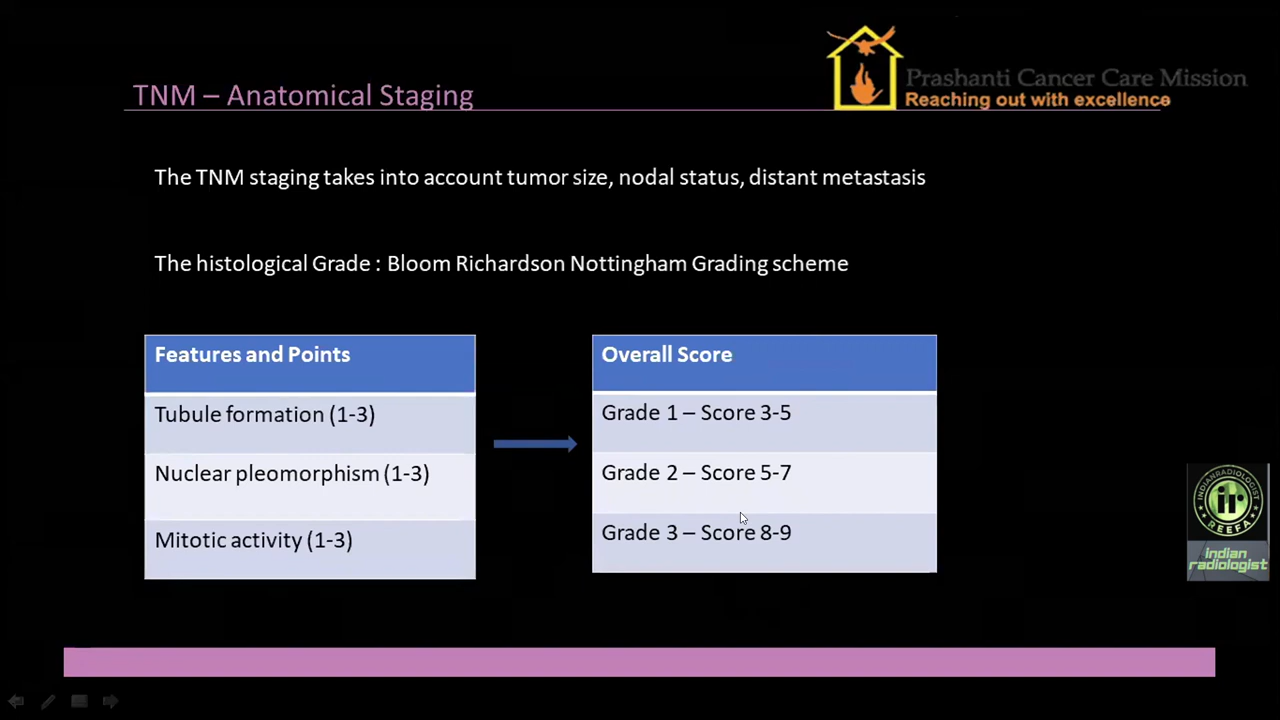 TNM – Anatomical Staging
Prashanti Cancer Care Mission
Reaching out with excellence
The TNM staging takes into account tumor size, nodal status, distant metastasis
The histological Grade : Bloom Richardson Nottingham Grading scheme
Features and Points
Tubule formation (1-3)
Nuclear pleomorphism (1-3)
Mitotic activity (1-3)
Overall Score
Grade 1 – Score 3-5
Grade 2 – Score 5-7
Grade 3 – Score 8-9
INDIANRADIOLOGIST
ir
REEFA
indian
radiologist